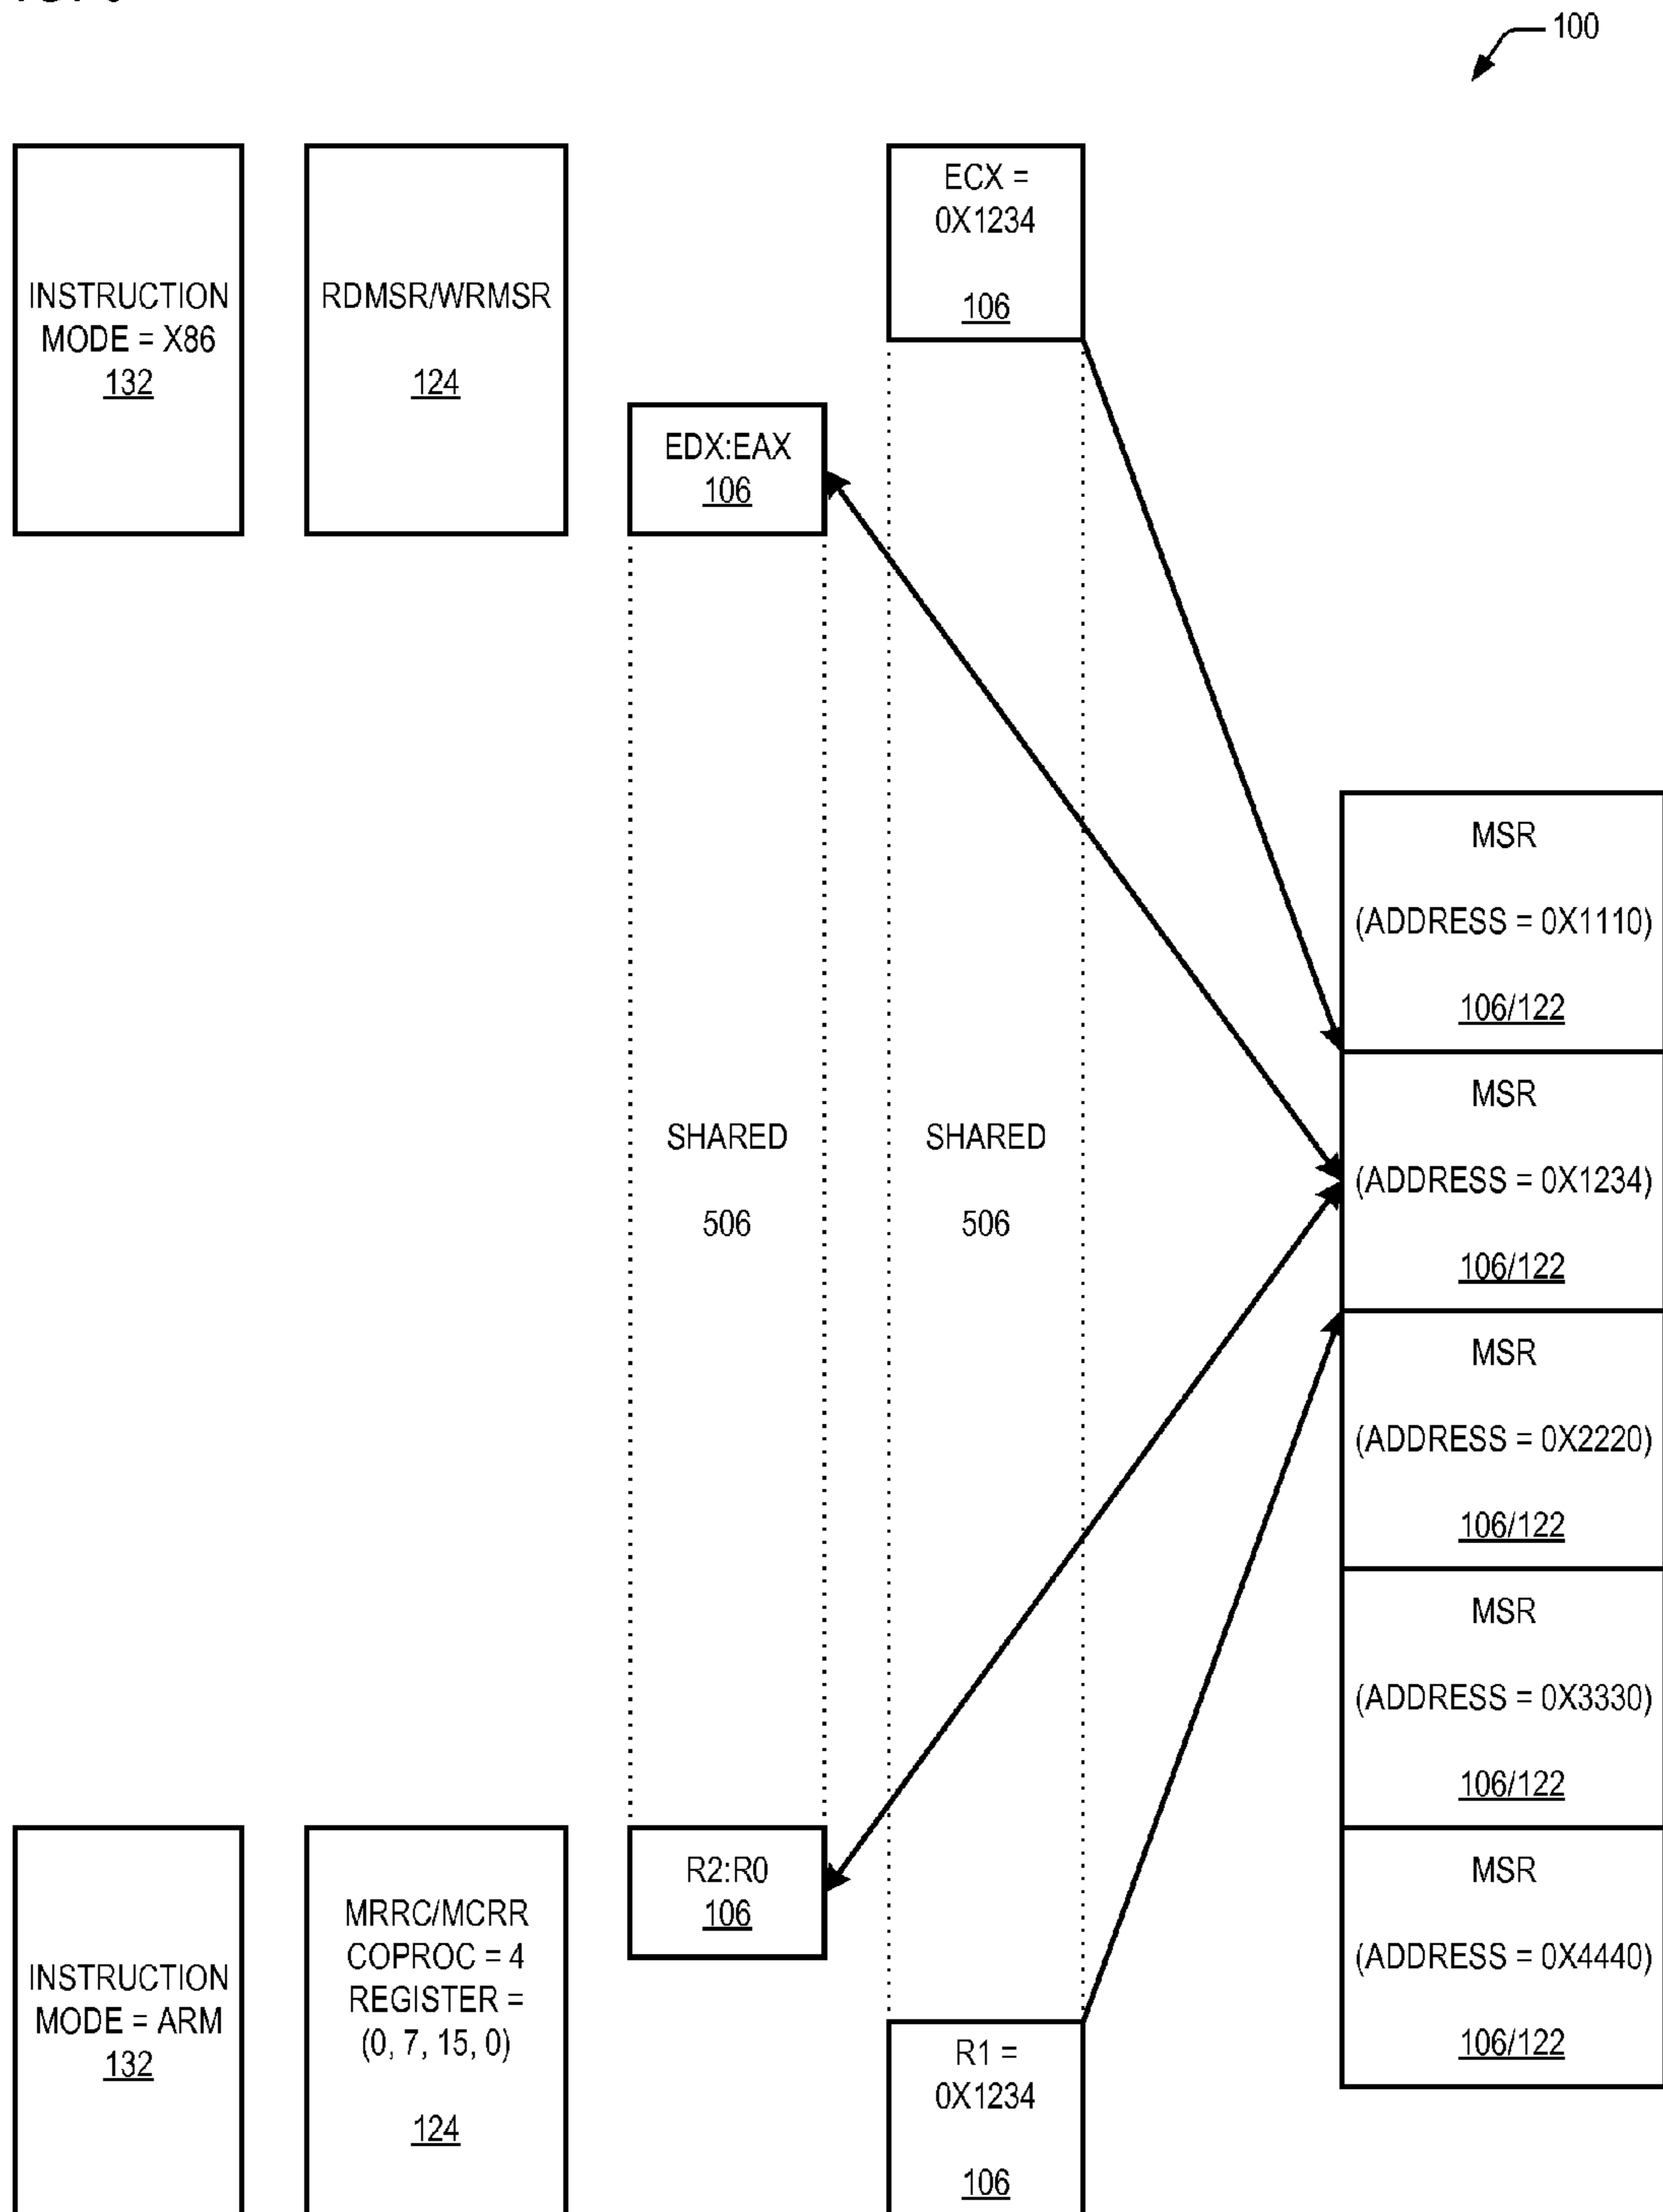 100
INSTRUCTION
MODE = X86
132
RDMSR/WRMSR
124
EDX:EAX
106
ECX =
0X1234
106
SHARED
506
SHARED
506
MSR
(ADDRESS = 0X1110)
106/122
MSR
(ADDRESS = 0X1234)
106/122
MSR
(ADDRESS = 0X2220)
106/122
MSR
(ADDRESS = 0X3330)
106/122
MSR
(ADDRESS = 0X4440)
106/122
INSTRUCTION
MODE = ARM
132
MRRC/MCRR
COPROC = 4
REGISTER =
(0, 7, 15, 0)
124
R2:R0
106
R1 =
0X1234
106